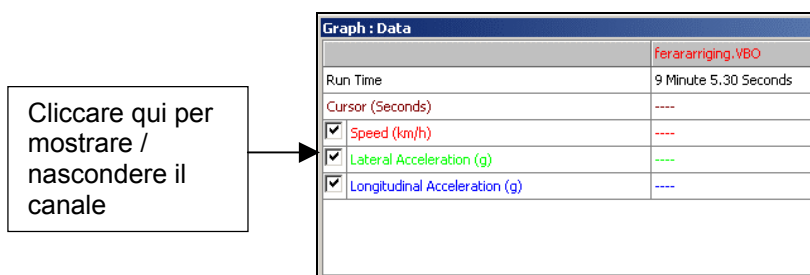 Graph : Data
ferararriging.VBO
Run Time 9 Minute 5.30 Seconds
Cursor (Seconds) ----
Speed (km/h) ----
Lateral Acceleration (g) ----
Longitudinal Acceleration (g) ----
Cliccare qui per
mostrare /
nascondere il
canale